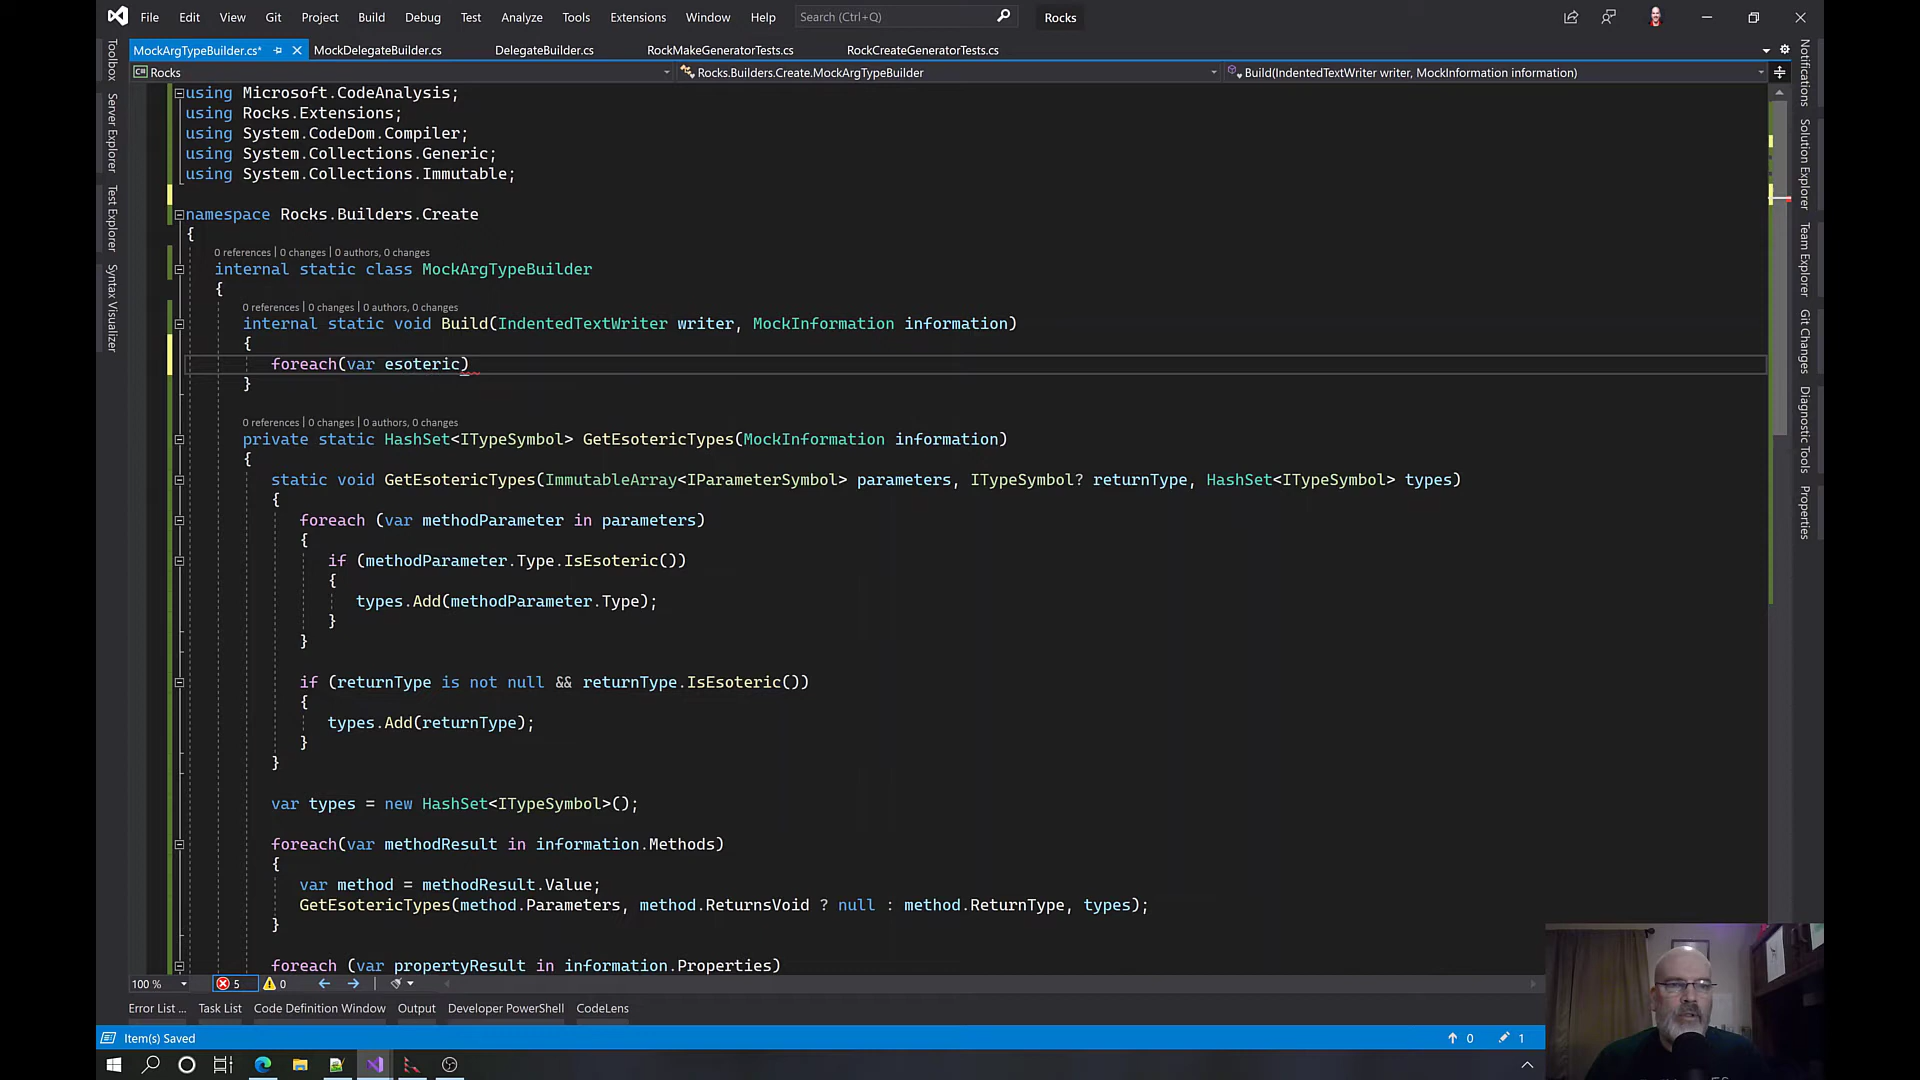 File Edit View Git Project Build Debug Test Analyze Tools Extensions Window Help Search (Ctrl+Q) Rocks
MockArgTypeBuilder.cs* MockDelegateBuilder.cs DelegateBuilder.cs RockMakeGeneratorTests.cs RockCreateGeneratorTests.cs
Rocks Rocks.Builders.Create.MockArgTypeBuilder Build(IndentedTextWriter writer, MockInformation information)
Toolbox
Server Explorer
Test Explorer
Syntax Visualizer
using Microsoft.CodeAnalysis;
using Rocks.Extensions;
using System.CodeDom.Compiler;
using System.Collections.Generic;
using System.Collections.Immutable;
namespace Rocks.Builders.Create
{
0 references | 0 changes | 0 authors, 0 changes
internal static class MockArgTypeBuilder
{
0 references | 0 changes | 0 authors, 0 changes
internal static void Build(IndentedTextWriter writer, MockInformation information)
{
foreach(var esoteric)
}
0 references | 0 changes | 0 authors, 0 changes
private static HashSet<ITypeSymbol> GetEsotericTypes(MockInformation information)
{
static void GetEsotericTypes(ImmutableArray<IParameterSymbol> parameters, ITypeSymbol? returnType, HashSet<ITypeSymbol> types)
{
foreach (var methodParameter in parameters)
{
if (methodParameter.Type.IsEsoteric())
{
types.Add(methodParameter.Type);
}
}
if (returnType is not null && returnType.IsEsoteric())
{
types.Add(returnType);
}
}
var types = new HashSet<ITypeSymbol>();
foreach(var methodResult in information.Methods)
{
var method = methodResult.Value;
GetEsotericTypes(method.Parameters, method.ReturnsVoid ? null : method.ReturnType, types);
}
foreach (var propertyResult in information.Properties)
Notifications
Solution Explorer
Team Explorer
Git Changes
Diagnostic Tools
Properties
100 % 5 0
Error List ... Task List Code Definition Window Output Developer PowerShell CodeLens
Item(s) Saved 0 1